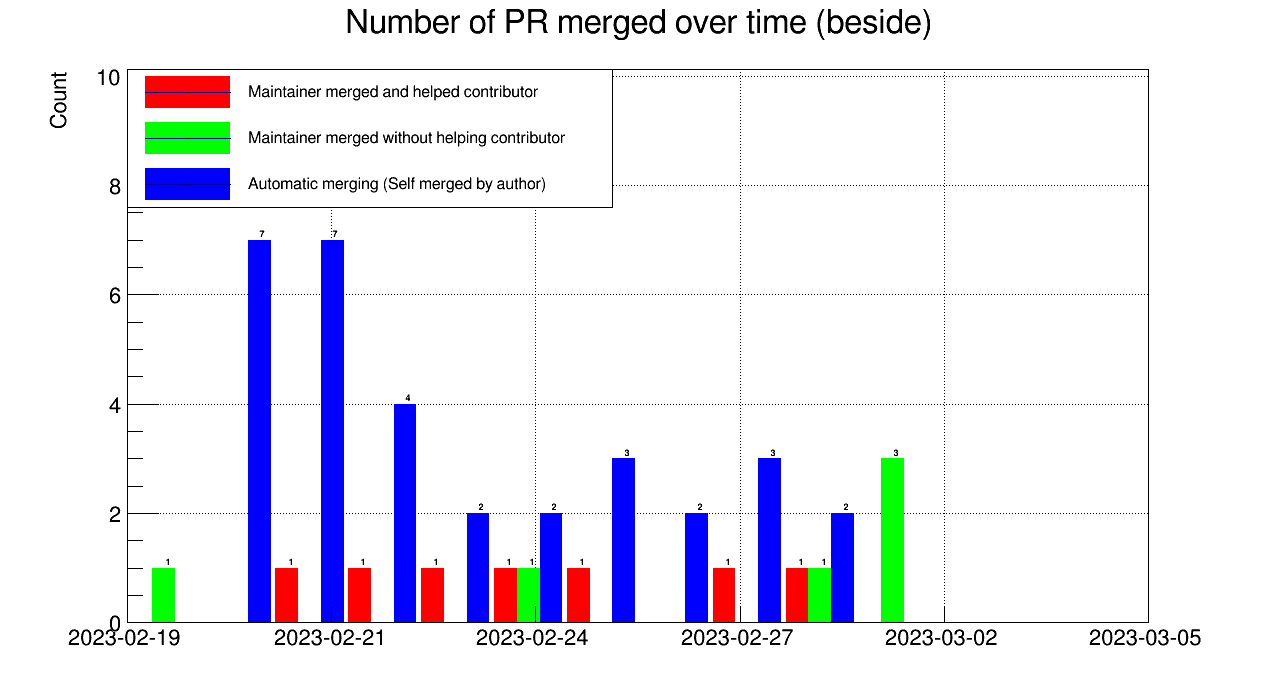 Number of PR merged over time (beside)
Count
10
Maintainer merged and helped contributor
Maintainer merged without helping contributor
8
Automatic merging (Self merged by author)
7 7
6
4
4
3 3 3
2
2 2 2 2
1 1 1 1 1 1 1 1 1 1
0
2023-02-19 2023-02-21 2023-02-24 2023-02-27 2023-03-02 2023-03-05